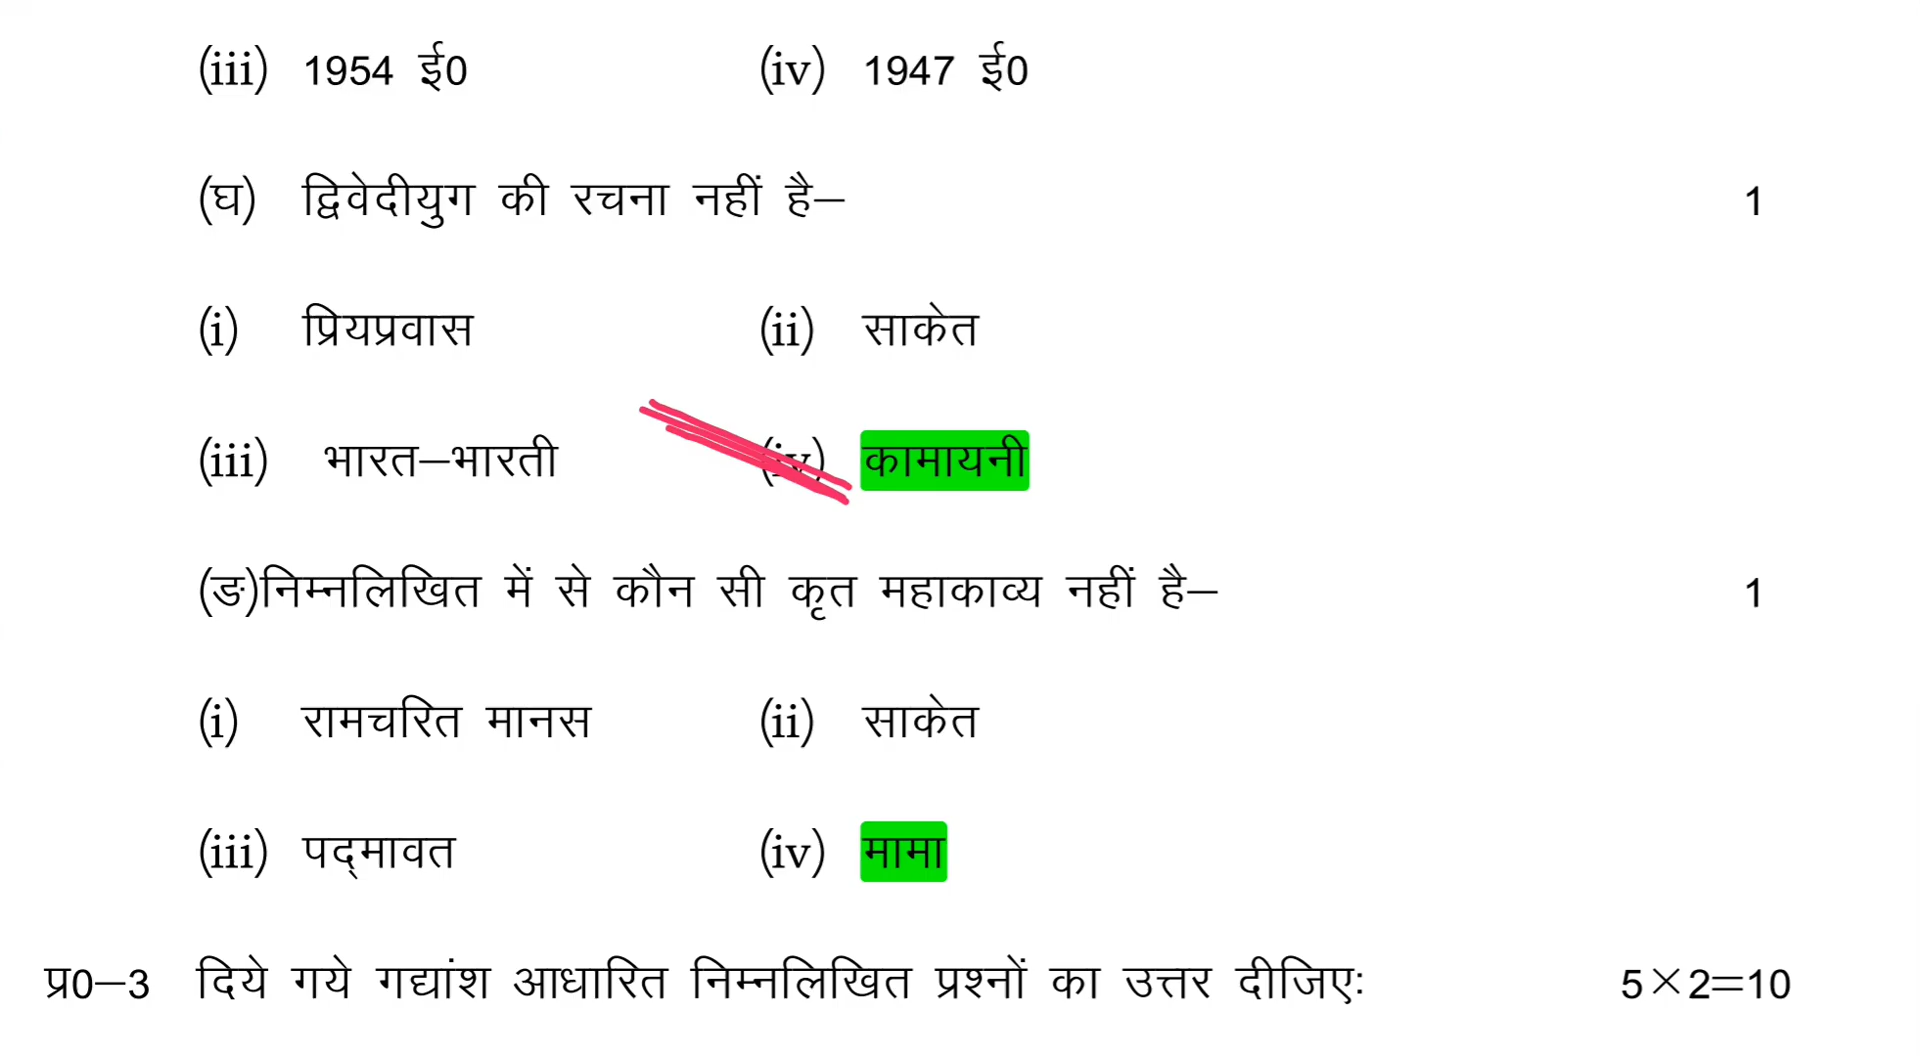 (iii) 1954 ई0 (iv) 1947 ई0
(घ) द्विवेदीयुग की रचना नहीं है– 1
(i) प्रियप्रवास (ii) साकेत
(iii) भारत–भारती (iv) कामायनी
(ङ)निम्नलिखित में से कौन सी कृत महाकाव्य नहीं है– 1
(i) रामचरित मानस (ii) साकेत
(iii) पद्मावत (iv) मामा
प्र0–3 दिये गये गद्यांश आधारित निम्नलिखित प्रश्नों का उत्तर दीजिएः 5×2=10